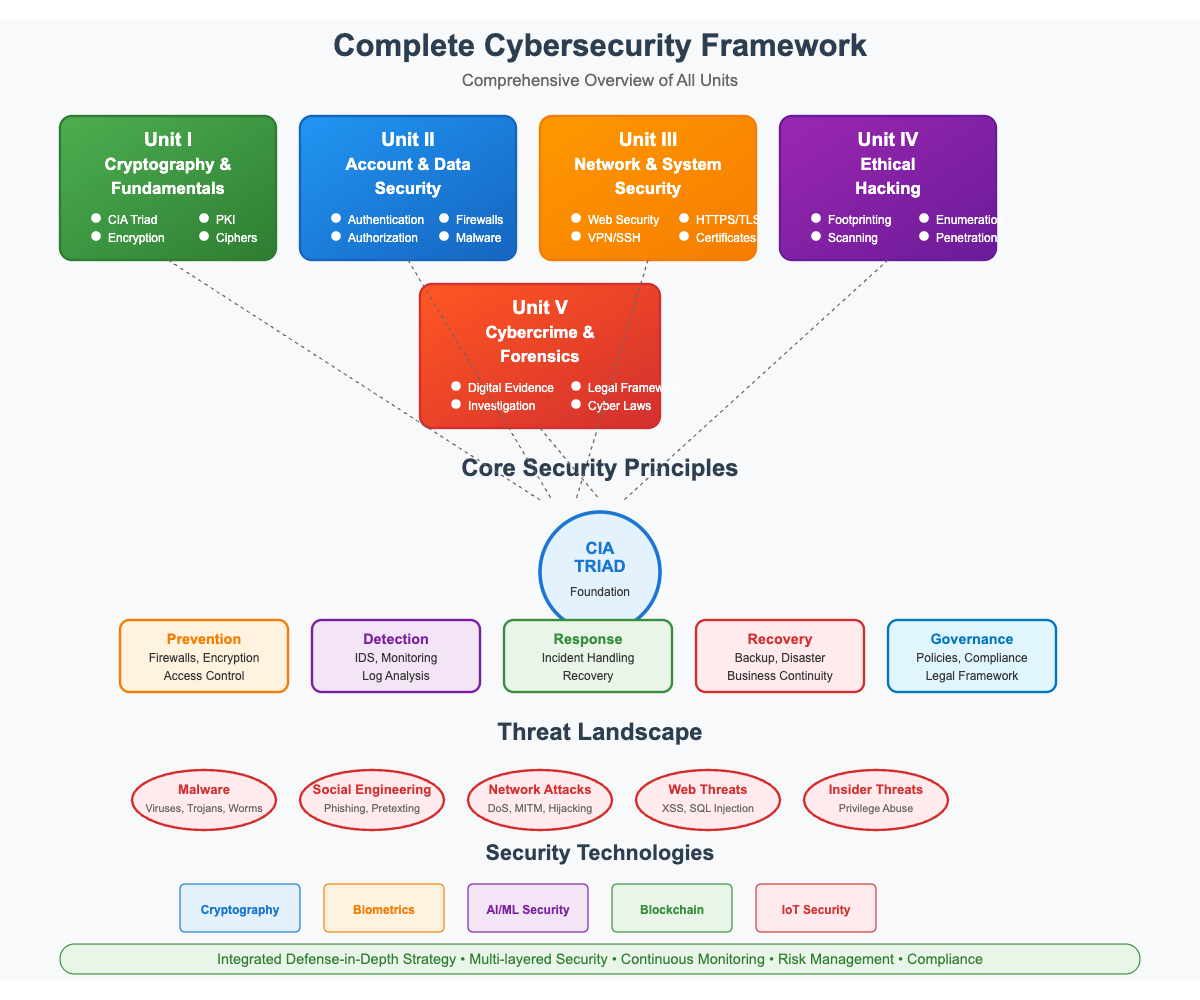 Complete Cybersecurity Framework
Comprehensive Overview of All Units
Unit I
Cryptography &
Fundamentals
CIA Triad
PKI
Encryption
Ciphers
Unit II
Account & Data
Security
Authentication
Firewalls
Authorization
Malware
Unit III
Network & System
Security
Web Security
HTTPS/TLS
VPN/SSH
Certificates
Unit IV
Ethical
Hacking
Footprinting
Enumeratio
Scanning
Penetration
Unit V
Cybercrime &
Forensics
Digital Evidence
Legal Framework
Investigation
Cyber Laws
Core Security Principles
CIA
TRIAD
Foundation
Prevention
Firewalls, Encryption
Access Control
Detection
IDS, Monitoring
Log Analysis
Response
Incident Handling
Recovery
Recovery
Backup, Disaster
Business Continuity
Governance
Policies, Compliance
Legal Framework
Threat Landscape
Malware
Viruses, Trojans, Worms
Social Engineering
Phishing, Pretexting
Network Attacks
DoS, MITM, Hijacking
Web Threats
XSS, SQL Injection
Insider Threats
Privilege Abuse
Security Technologies
Cryptography
Biometrics
AI/ML Security
Blockchain
IoT Security
Integrated Defense-in-Depth Strategy • Multi-layered Security • Continuous Monitoring • Risk Management • Compliance